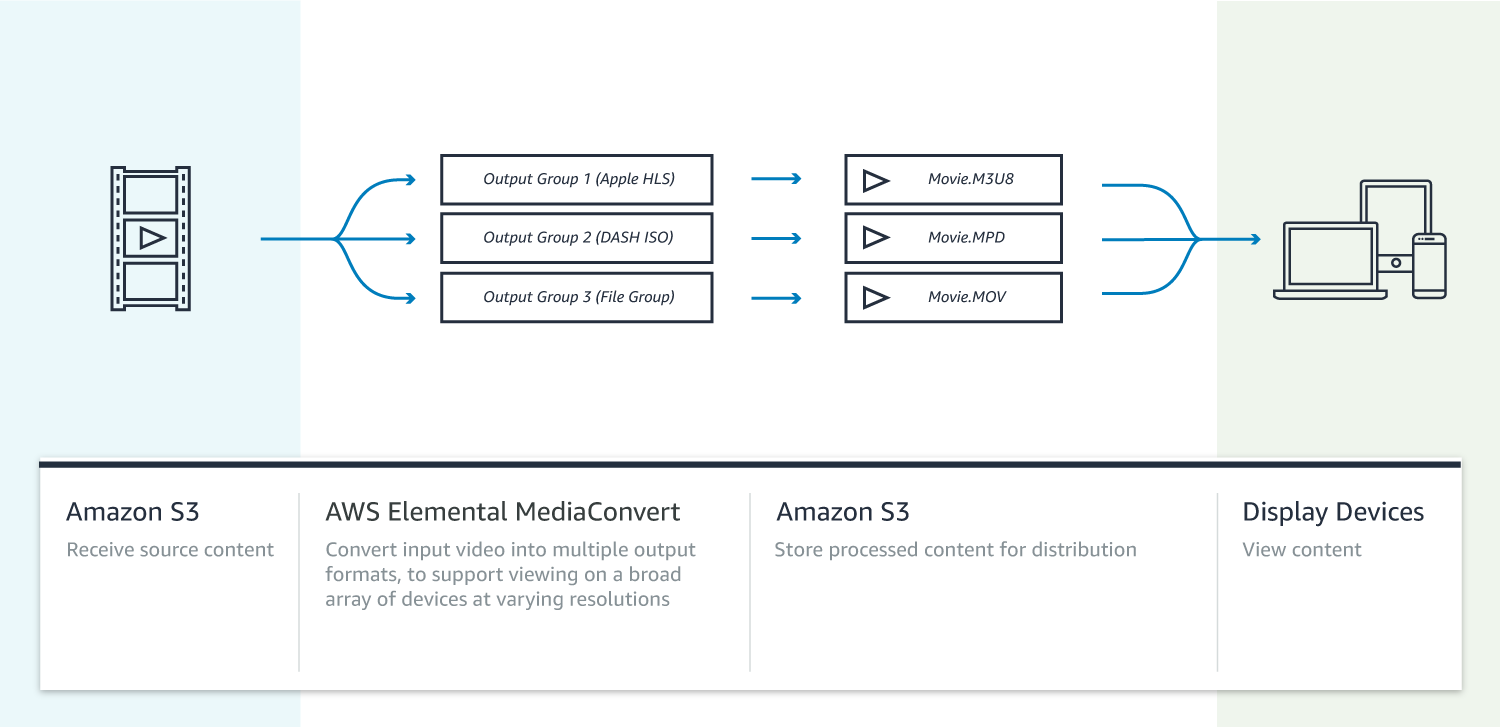 Output Group 1 (Apple HLS)
Movie.M3U8
Output Group 2 (DASH ISO)
Movie.MPD
Output Group 3 (File Group)
Movie.MOV
Amazon S3
Receive source content
AWS Elemental MediaConvert
Convert input video into multiple output
formats, to support viewing on a broad
array of devices at varying resolutions
Amazon S3
Store processed content for distribution
Display Devices
View content